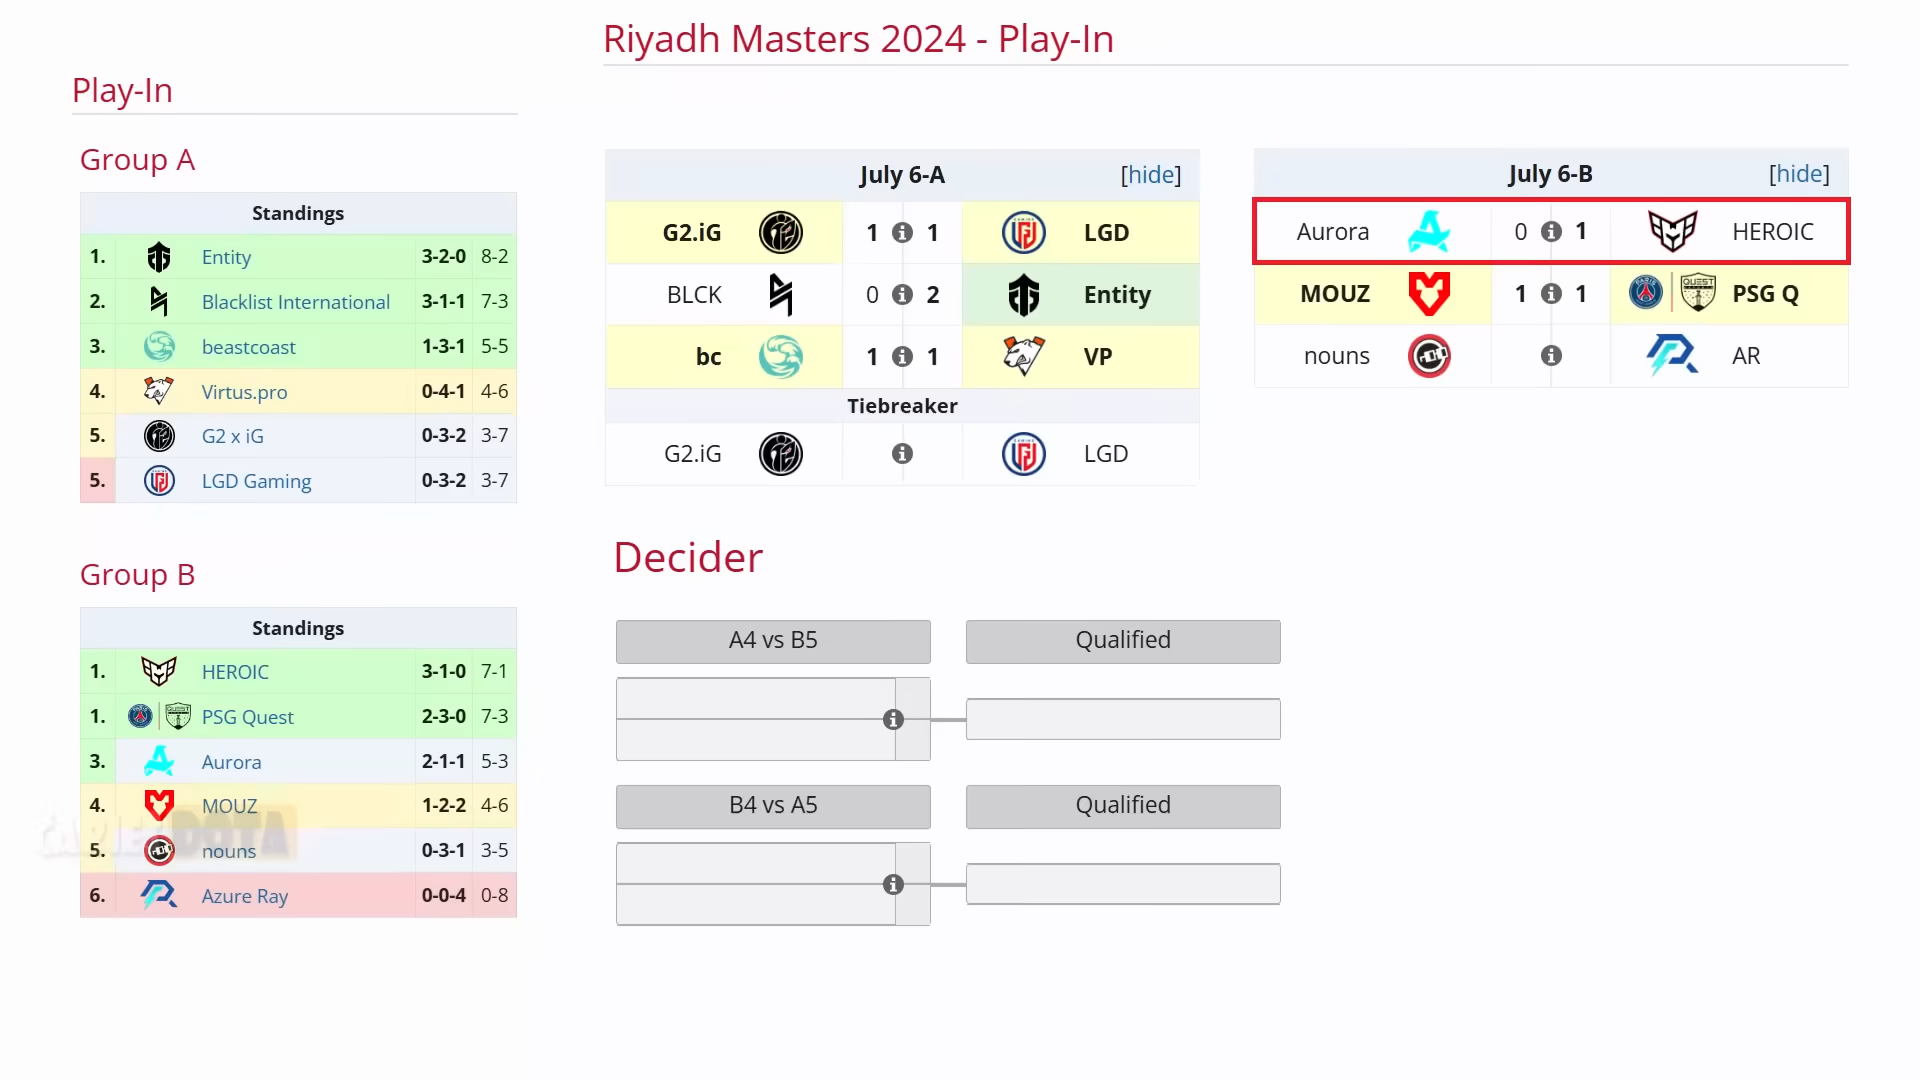 Riyadh Masters 2024 - Play-In
Play-In
Group A
Standings
1. Entity 3-2-0 8-2
2. Blacklist International 3-1-1 7-3
3. beastcoast 1-3-1 5-5
4. Virtus.pro 0-4-1 4-6
5. G2 x iG 0-3-2 3-7
5. LGD Gaming 0-3-2 3-7
Group B
Standings
1. HEROIC 3-1-0 7-1
1. QUEST PSG Quest 2-3-0 7-3
3. Aurora 2-1-1 5-3
4. MOUZ 1-2-2 4-6
5. nouns 0-3-1 3-5
6. Azure Ray 0-0-4 0-8
July 6-A [hide]
G2.iG 1 1 LGD
BLCK 0 2 Entity
bc 1 1 VP
Tiebreaker
G2.iG LGD
July 6-B [hide]
Aurora 0 1 HEROIC
MOUZ 1 1 QUEST PSG Q
nouns AR
Decider
A4 vs B5 Qualified
B4 vs A5 Qualified